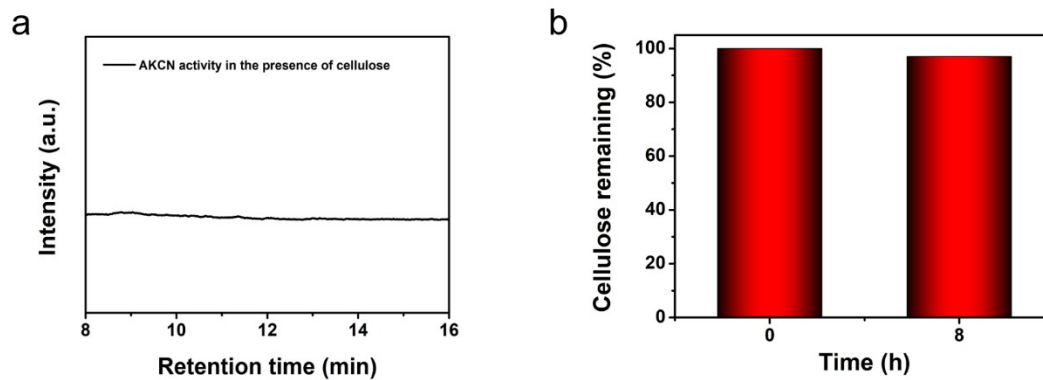 a
AKCN activity in the presence of cellulose
Intensity (a.u.)
8 10 12 14 16
Retention time (min)
b
100
80
60
40
20
0
Cellulose remaining (%)
0 8
Time (h)